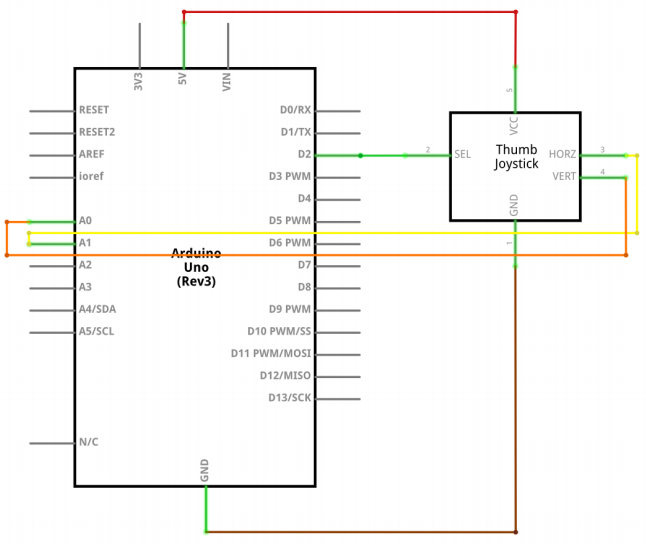 3V3
5V
VIN
RESET
RESET2
AREF
ioref
A0
A1
A2
A3
A4/SDA
A5/SCL
N/C
D0/RX
D1/TX
D2
D3 PWM
D4
D5 PWM
D6 PWM
D7
D8
D9 PWM
D10 PWM/SS
D11 PWM/MOSI
D12/MISO
D13/SCK
Arduino
Uno
(Rev3)
GND
5
VCC
2
SEL
Thumb
Joystick
HORZ
3
VERT
4
GND
1